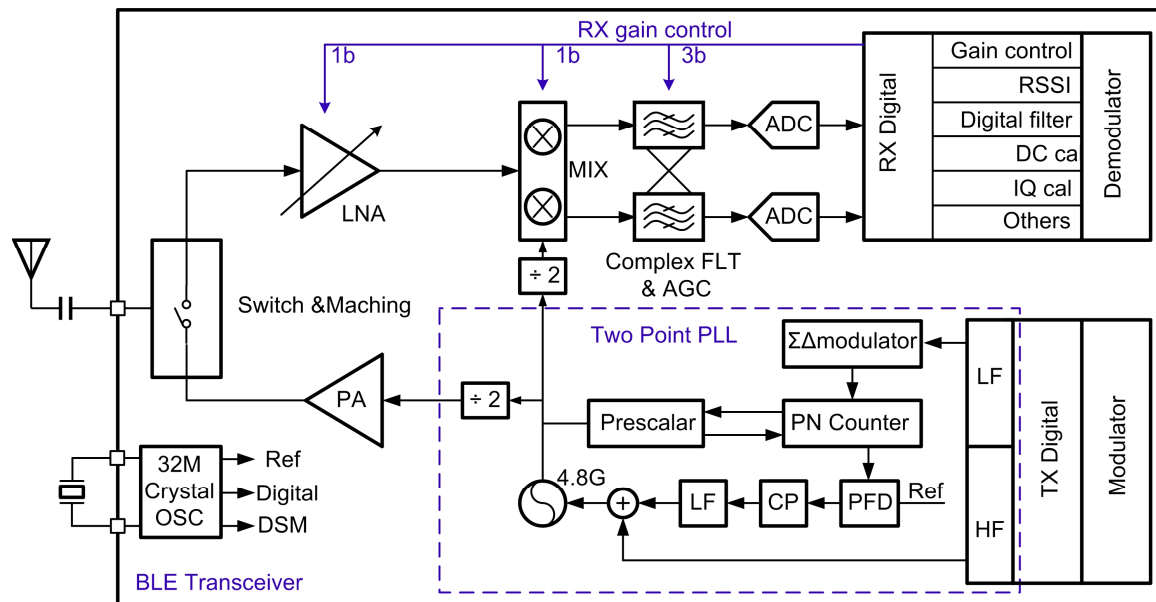 RX gain control
1b
1b
3b
RX Digital
Gain control
RSSI
Digital filter
DC ca
IQ cal
Others
Demodulator
ADC
ADC
MIX
LNA
÷ 2
Complex FLT
& AGC
Switch &Maching
Two Point PLL
ΣΔmodulator
LF
HF
TX Digital
Modulator
PA
÷ 2
Prescalar
PN Counter
4.8G
+
LF
CP
PFD
Ref
32M
Crystal
OSC
Ref
Digital
DSM
BLE Transceiver